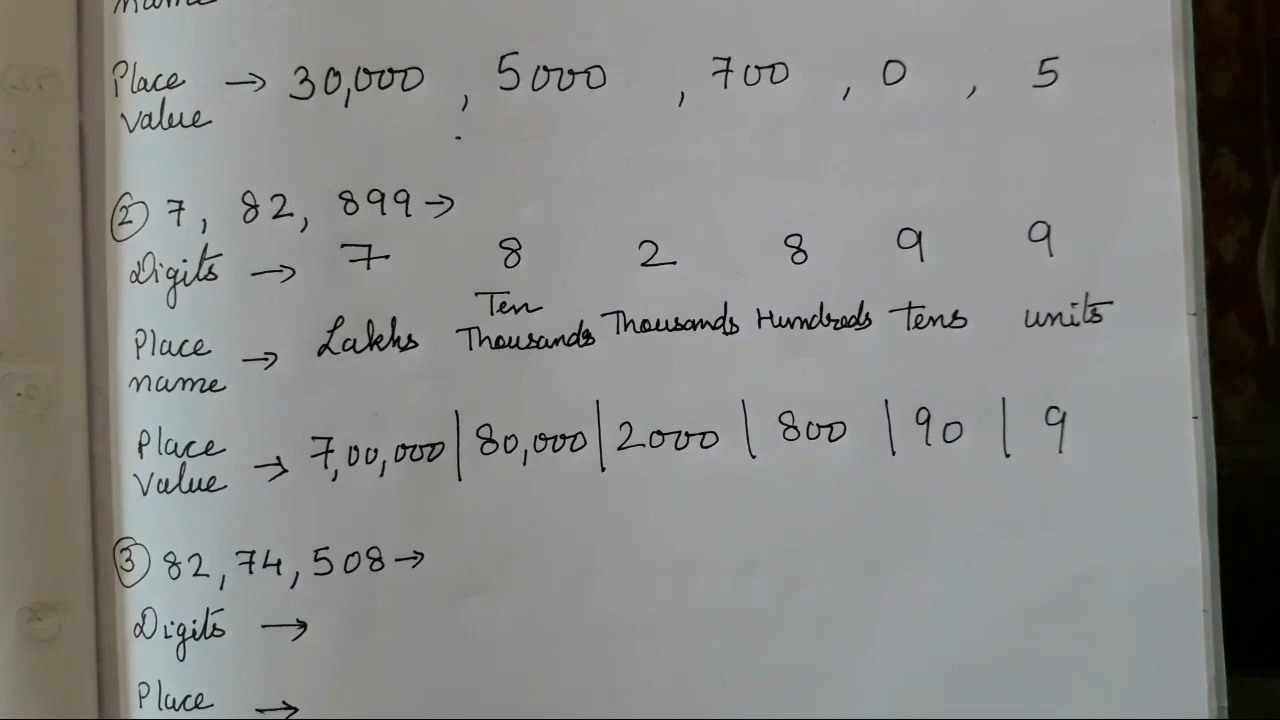 name
Place value → 30,000 , 5000 , 700 , 0 , 5
② 7, 82, 899 →
Digits → 7 8 2 8 9 9
Place name → Lakhs Ten Thousands Thousands Hundreds tens units
Place value → 7,00,000 | 80,000 | 2000 | 800 | 90 | 9
③ 82, 74, 508 →
Digits →
Place →